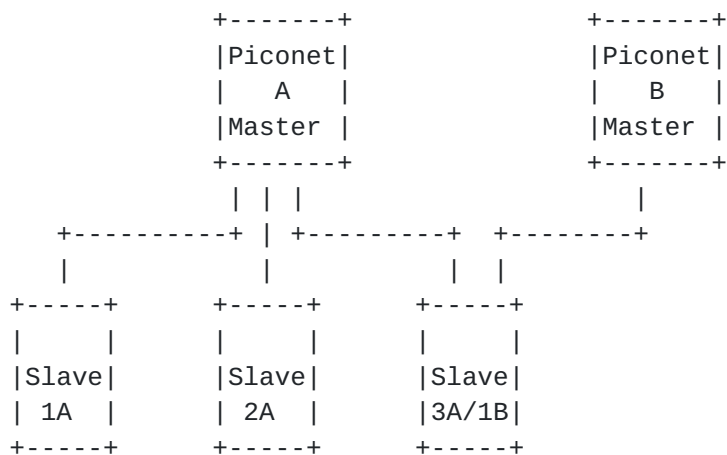 Piconet Piconet
A B
Master Master
Slave Slave Slave
1A 2A 3A/1B